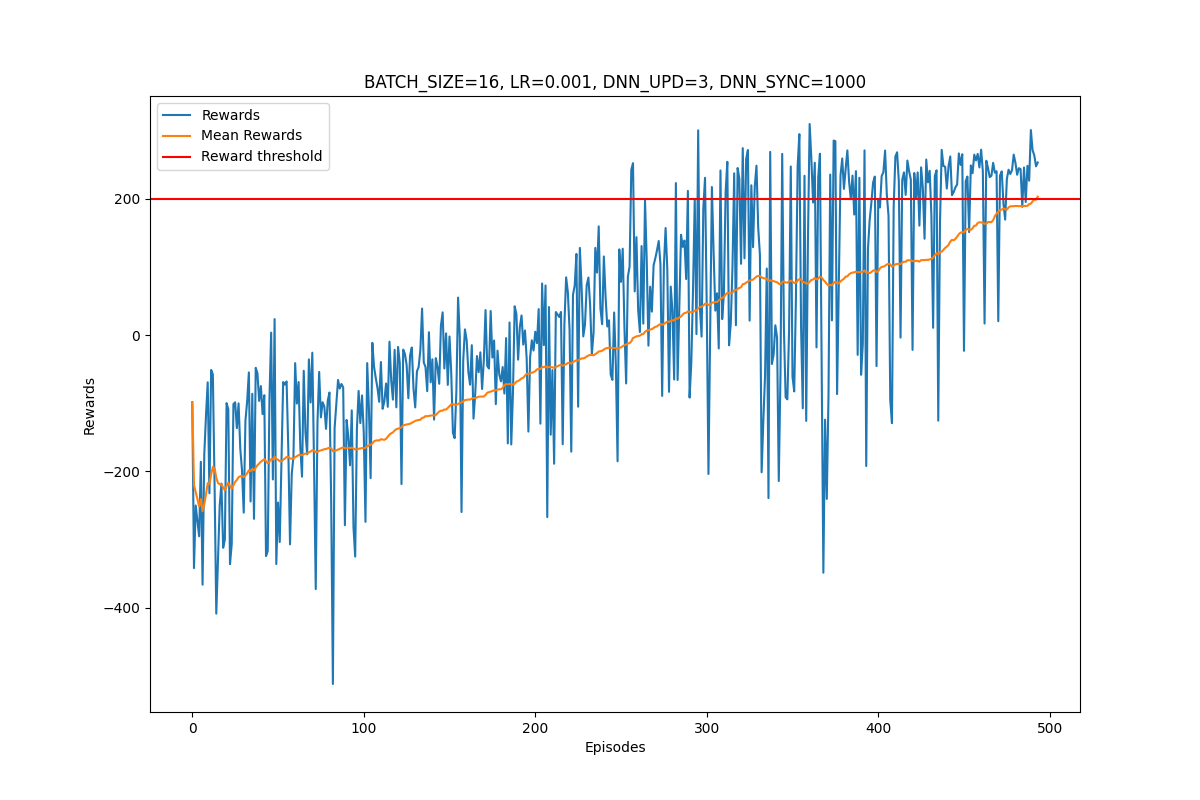 BATCH_SIZE=16, LR=0.001, DNN_UPD=3, DNN_SYNC=1000
Rewards
Mean Rewards
Reward threshold
200
0
−200
−400
Rewards
0
100
200
300
400
500
Episodes